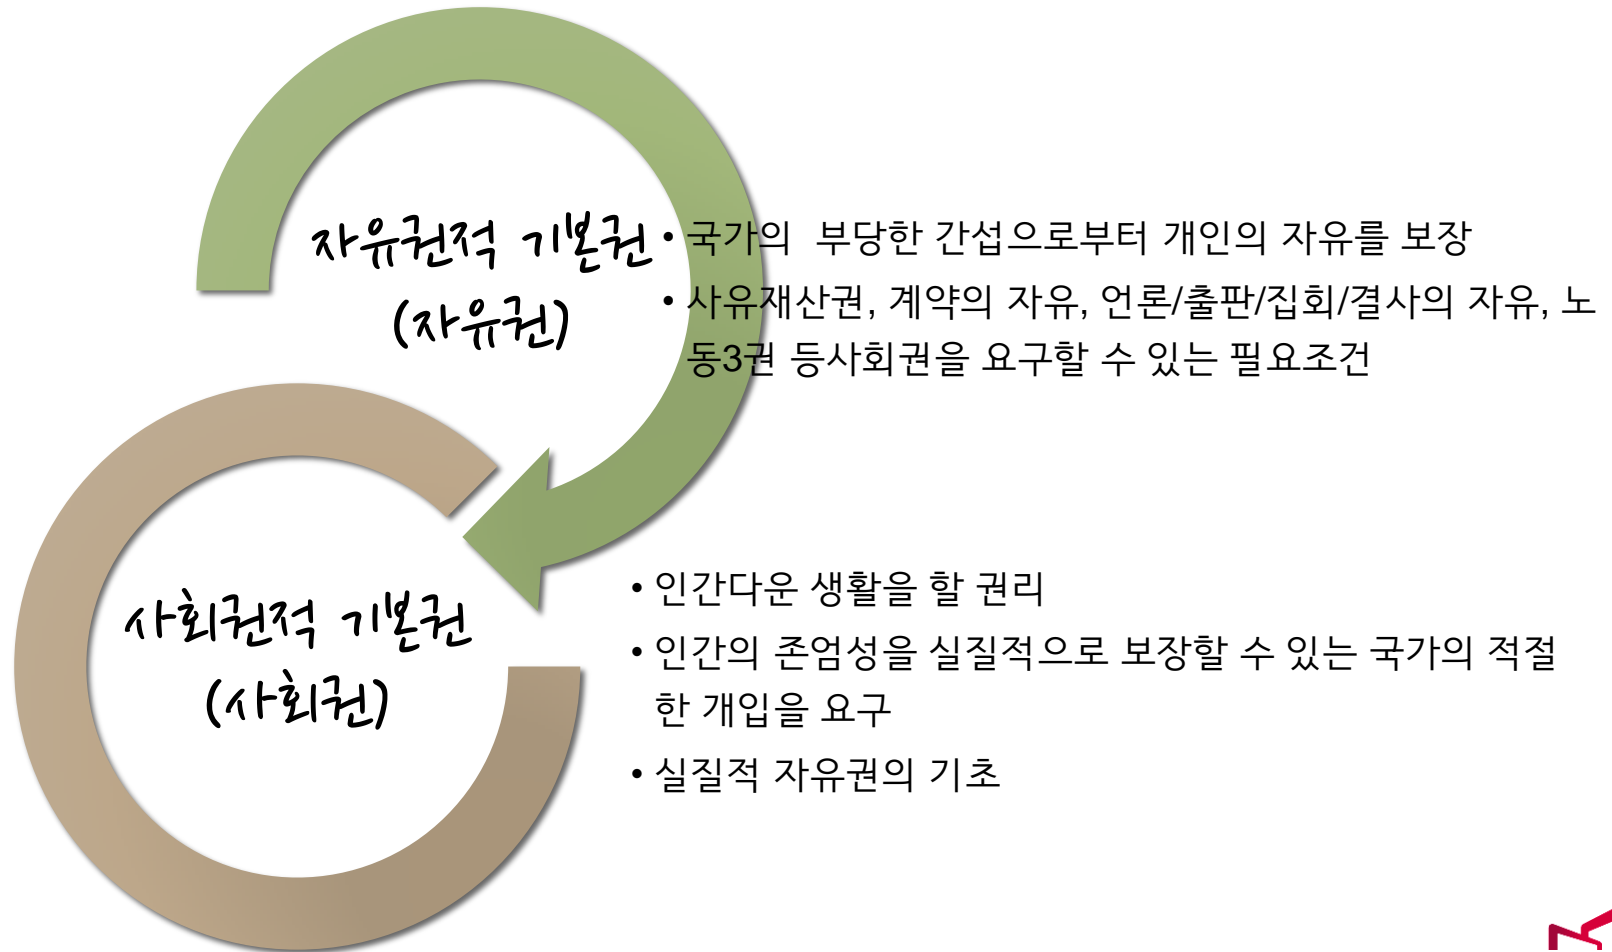 자유권적 기본권
(자유권)
• 국가의  부당한 간섭으로부터 개인의 자유를 보장
• 사유재산권, 계약의 자유, 언론/출판/집회/결사의 자유, 노
동3권 등사회권을 요구할 수 있는 필요조건
사회권적 기본권
(사회권)
• 인간다운 생활을 할 권리
• 인간의 존엄성을 실질적으로 보장할 수 있는 국가의 적절
한 개입을 요구
• 실질적 자유권의 기초